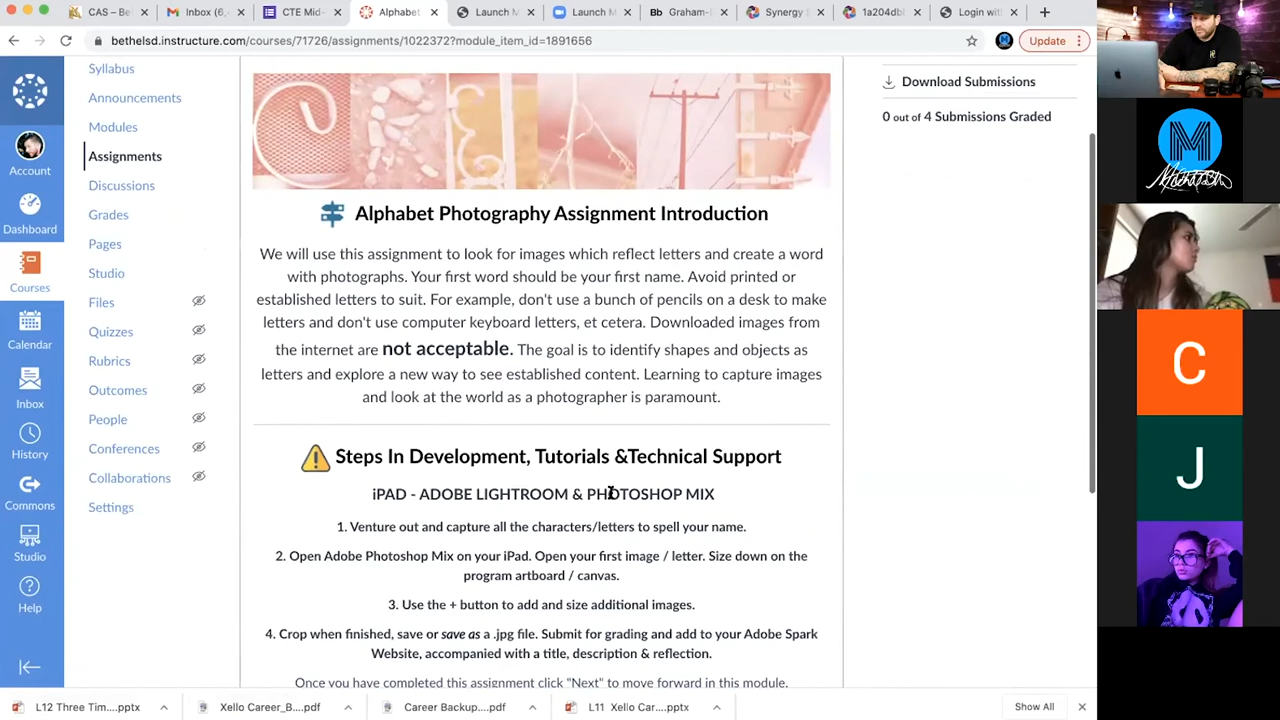 CAS – Be
Inbox (6,
CTE Mid-
Alphabet
Launch M
Launch M
Bb Graham-
Synergy S
1a204dbl
Login wit
bethelsd.instructure.com/courses/71726/assignments/1022372?module_item_id=1891656
Update
Account
Dashboard
Courses
Calendar
Inbox
History
Commons
Studio
Help
Syllabus
Announcements
Modules
Assignments
Discussions
Grades
Pages
Studio
Files
Quizzes
Rubrics
Outcomes
People
Conferences
Collaborations
Settings
Alphabet Photography Assignment Introduction
We will use this assignment to look for images which reflect letters and create a word
with photographs. Your first word should be your first name. Avoid printed or
established letters to suit. For example, don't use a bunch of pencils on a desk to make
letters and don't use computer keyboard letters, et cetera. Downloaded images from
the internet are not acceptable. The goal is to identify shapes and objects as
letters and explore a new way to see established content. Learning to capture images
and look at the world as a photographer is paramount.
Steps In Development, Tutorials &Technical Support
iPAD - ADOBE LIGHTROOM & PHOTOSHOP MIX
1. Venture out and capture all the characters/letters to spell your name.
2. Open Adobe Photoshop Mix on your iPad. Open your first image / letter. Size down on the
program artboard / canvas.
3. Use the + button to add and size additional images.
4. Crop when finished, save or save as a .jpg file. Submit for grading and add to your Adobe Spark
Website, accompanied with a title, description & reflection.
Once you have completed this assignment click "Next" to move forward in this module.
Download Submissions
0 out of 4 Submissions Graded
M
C
J
L12 Three Tim....pptx
Xello Career_B....pdf
Career Backup....pdf
L11 Xello Car....pptx
Show All